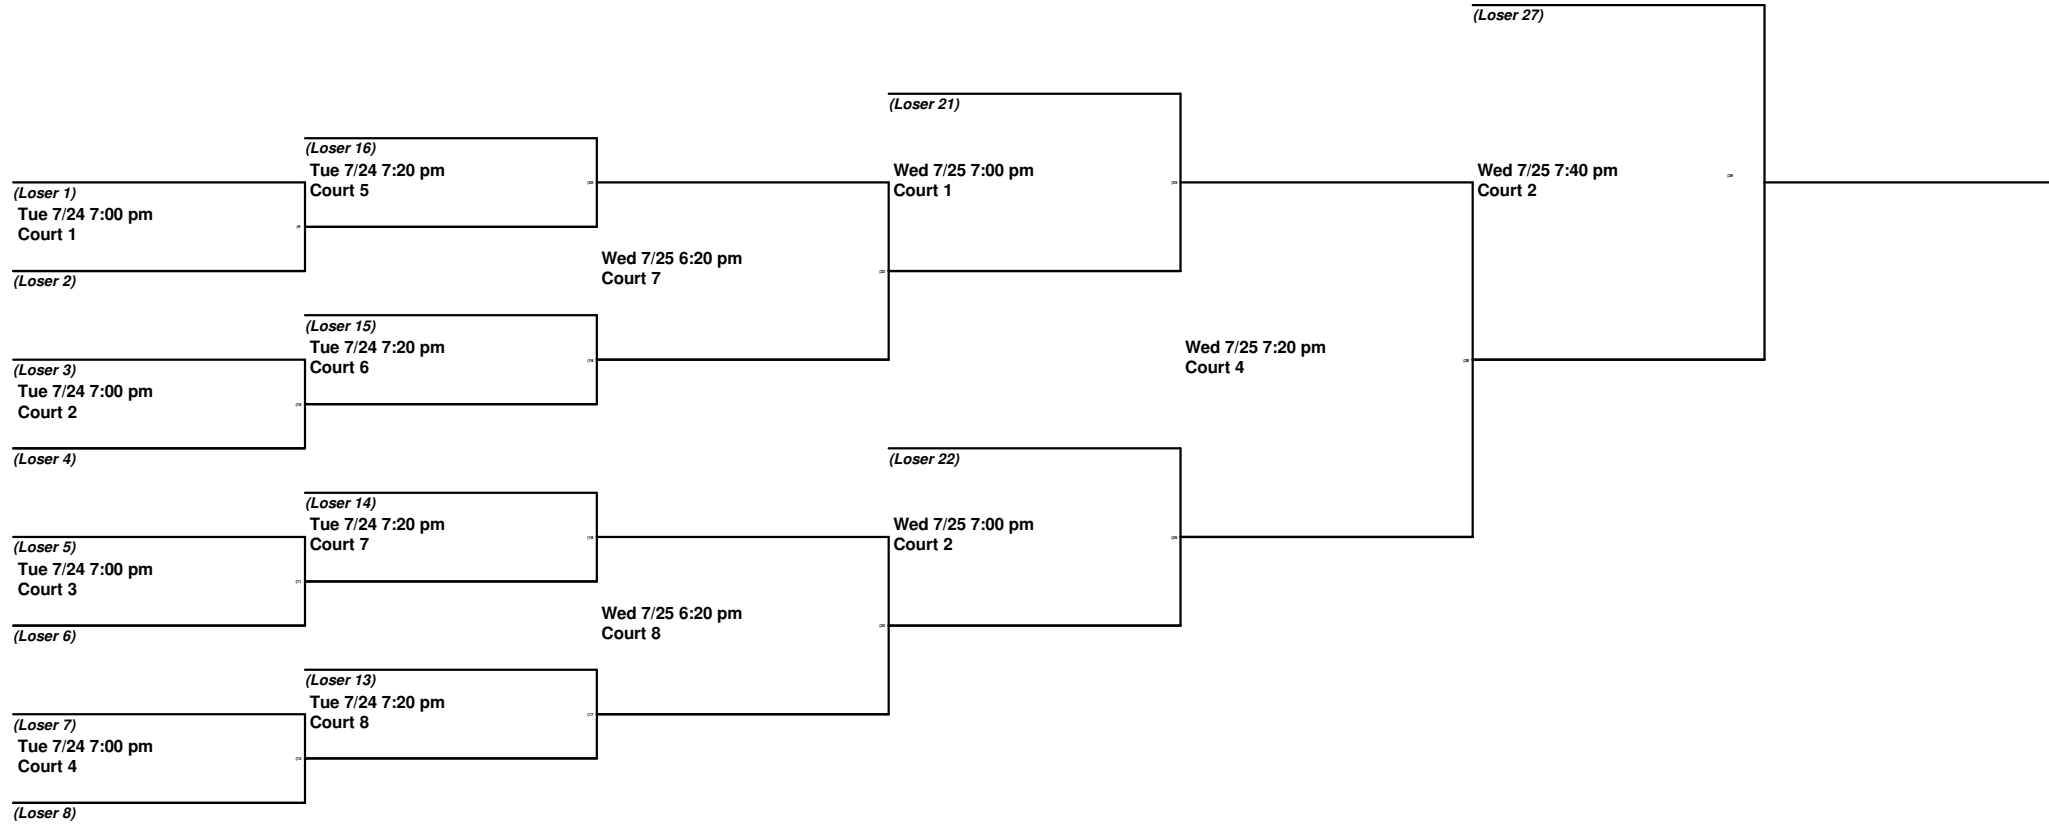 (Loser 27)
(Loser 21)
(Loser 16)
Tue 7/24 7:20 pm
Court 5
Wed 7/25 7:00 pm
Court 1
Wed 7/25 7:40 pm
Court 2
(Loser 1)
Tue 7/24 7:00 pm
Court 1
(Loser 2)
Wed 7/25 6:20 pm
Court 7
(Loser 15)
Tue 7/24 7:20 pm
Court 6
Wed 7/25 7:20 pm
Court 4
(Loser 3)
Tue 7/24 7:00 pm
Court 2
(Loser 4)
(Loser 22)
(Loser 14)
Tue 7/24 7:20 pm
Court 7
Wed 7/25 7:00 pm
Court 2
(Loser 5)
Tue 7/24 7:00 pm
Court 3
(Loser 6)
Wed 7/25 6:20 pm
Court 8
(Loser 13)
Tue 7/24 7:20 pm
Court 8
(Loser 7)
Tue 7/24 7:00 pm
Court 4
(Loser 8)